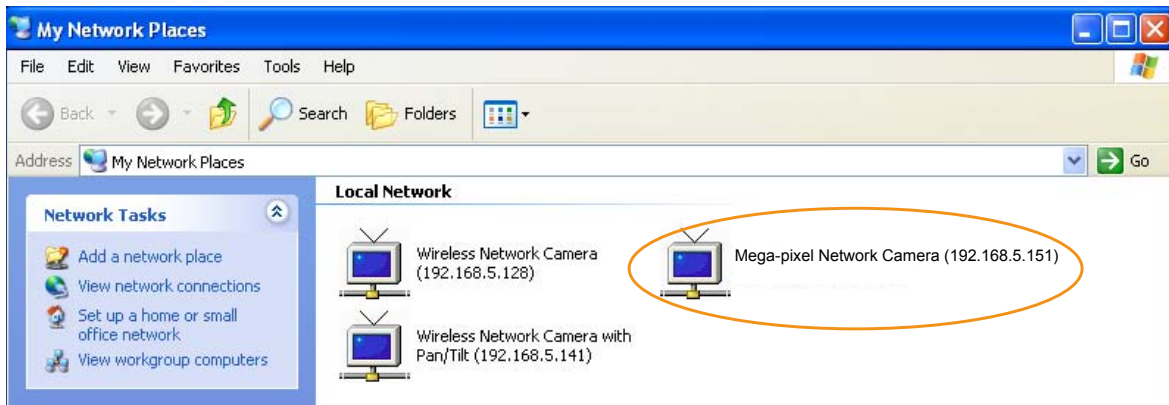 My Network Places
File Edit View Favorites Tools Help
Back Search Folders
Address My Network Places Go
Network Tasks
Add a network place
View network connections
Set up a home or small
office network
View workgroup computers
Local Network
Wireless Network Camera
(192.168.5.128)
Mega-pixel Network Camera (192.168.5.151)
Wireless Network Camera with
Pan/Tilt (192.168.5.141)